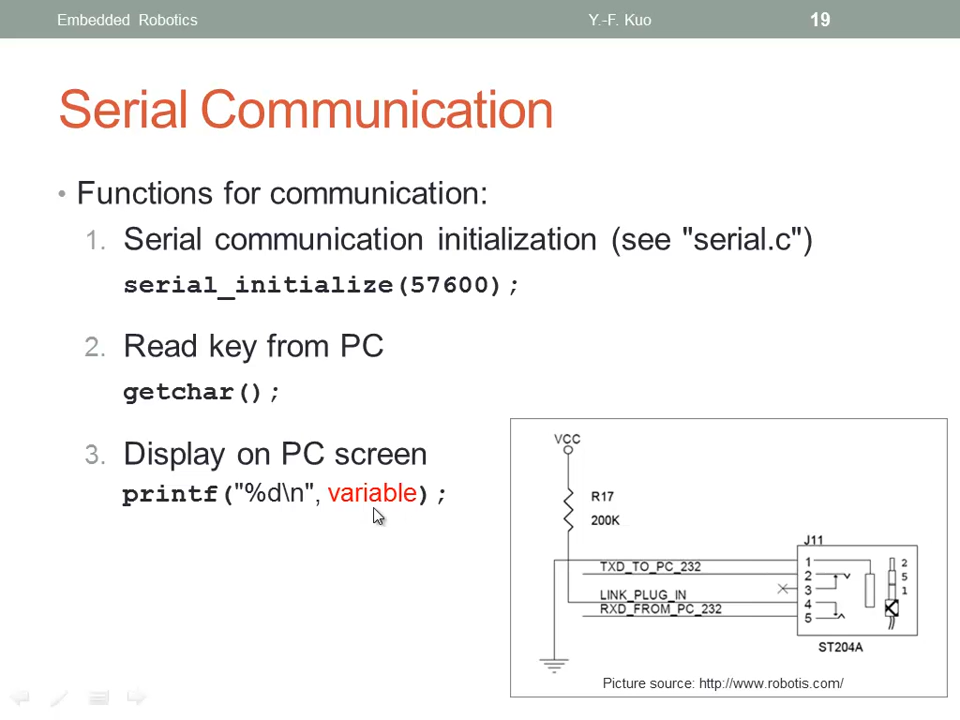 Embedded Robotics Y.-F. Kuo 19
Serial Communication
• Functions for communication:
1. Serial communication initialization (see "serial.c")
serial_initialize(57600);
2. Read key from PC
getchar();
3. Display on PC screen
printf("%d\n", variable);
VCC
R17
200K
J11
TXD_TO_PC_232
LINK_PLUG_IN
RXD_FROM_PC_232
1
2
3
4
5
2
5
1
ST204A
Picture source: http://www.robotis.com/